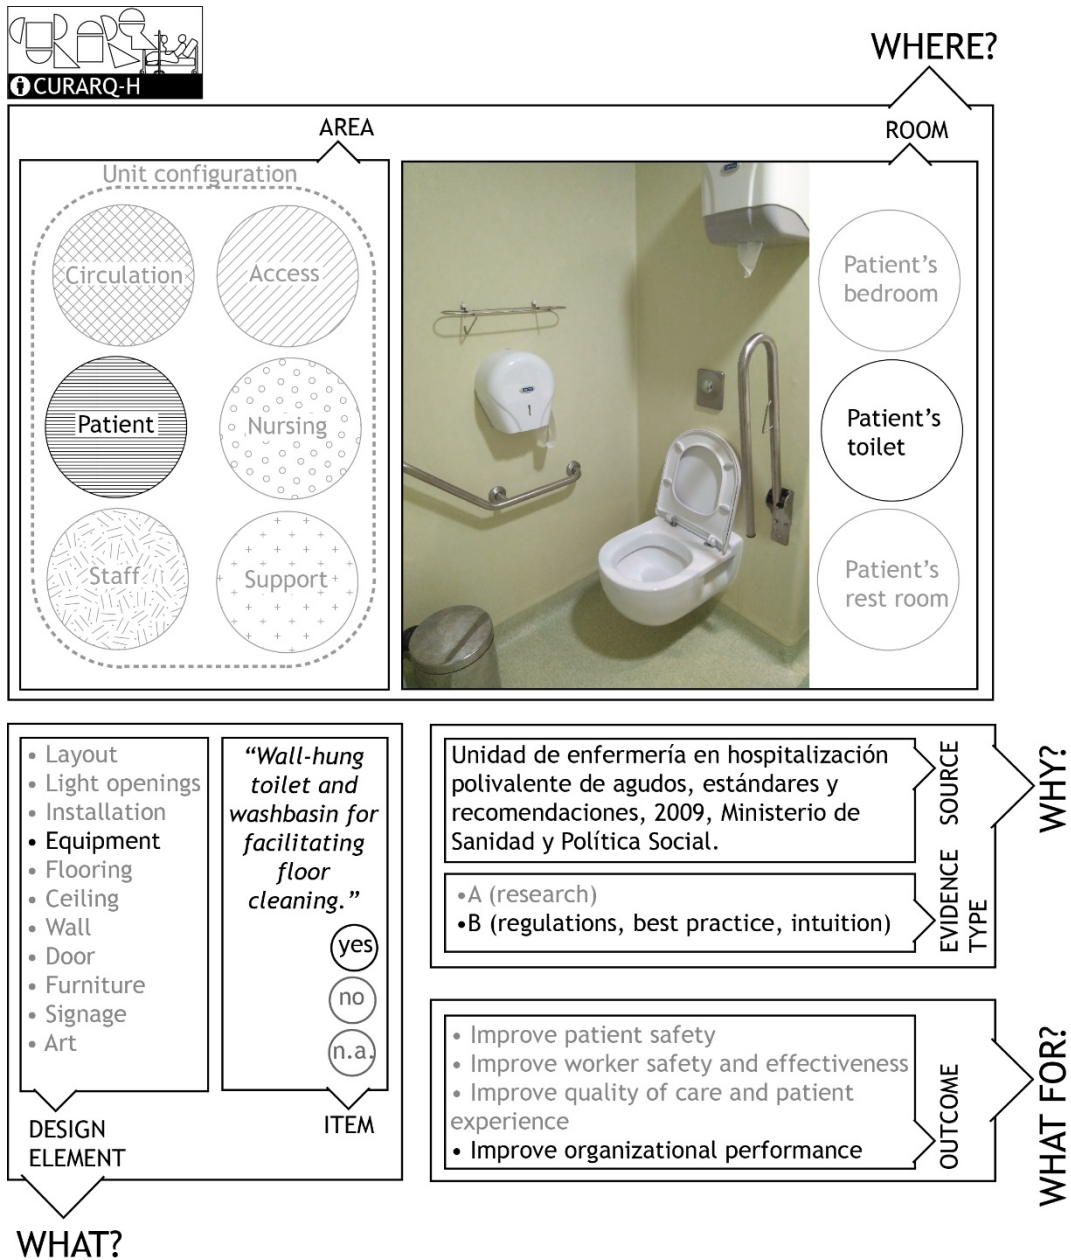 CURARQ-H
WHERE?
AREA
ROOM
Unit configuration
Circulation
Access
Patient
Nursing
Staff
Support
Patient's
bedroom
Patient's
toilet
Patient's
rest room
• Layout
• Light openings
• Installation
• Equipment
• Flooring
• Ceiling
• Wall
• Door
• Furniture
• Signage
• Art
DESIGN
ELEMENT
“Wall-hung
toilet and
washbasin for
facilitating
floor
cleaning.”
yes
no
n.a.
ITEM
WHAT?
Unidad de enfermería en hospitalización
polivalente de agudos, estándares y
recomendaciones, 2009, Ministerio de
Sanidad y Política Social.
SOURCE
•A (research)
•B (regulations, best practice, intuition)
EVIDENCE
TYPE
WHY?
• Improve patient safety
• Improve worker safety and effectiveness
• Improve quality of care and patient
experience
• Improve organizational performance
OUTCOME
WHAT FOR?